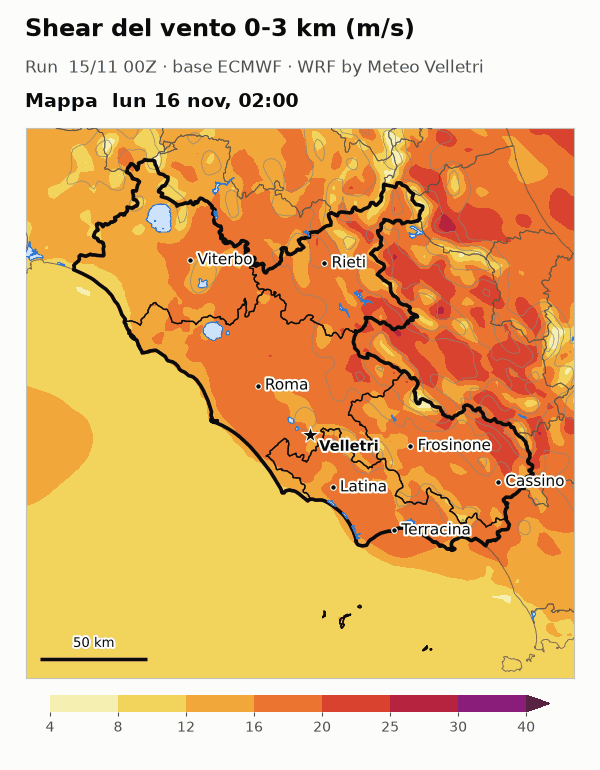 Shear del vento 0-3 km (m/s)
Run  15/11 00Z · base ECMWF · WRF by Meteo Velletri
Mappa  lun 16 nov, 02:00
Viterbo
Rieti
Roma
Velletri
Frosinone
Latina
Cassino
Terracina
50 km
4 8 12 16 20 25 30 40